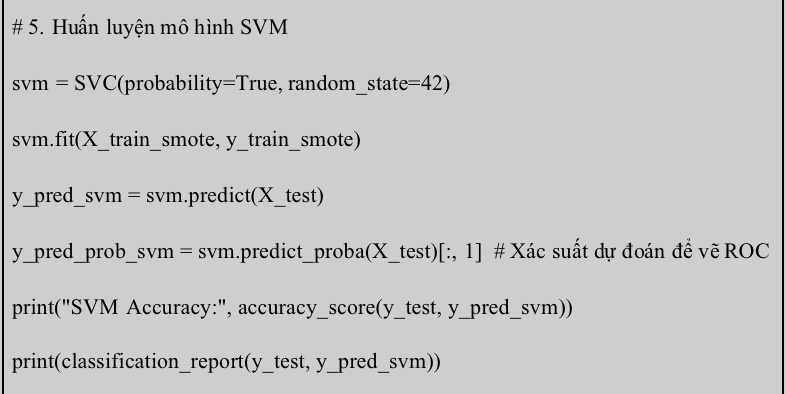 # 5. Huấn luyện mô hình SVM
svm = SVC(probability=True, random_state=42)
svm.fit(X_train_smote, y_train_smote)
y_pred_svm = svm.predict(X_test)
y_pred_prob_svm = svm.predict_proba(X_test)[:, 1]  # Xác suất dự đoán để vẽ ROC
print("SVM Accuracy:", accuracy_score(y_test, y_pred_svm))
print(classification_report(y_test, y_pred_svm))